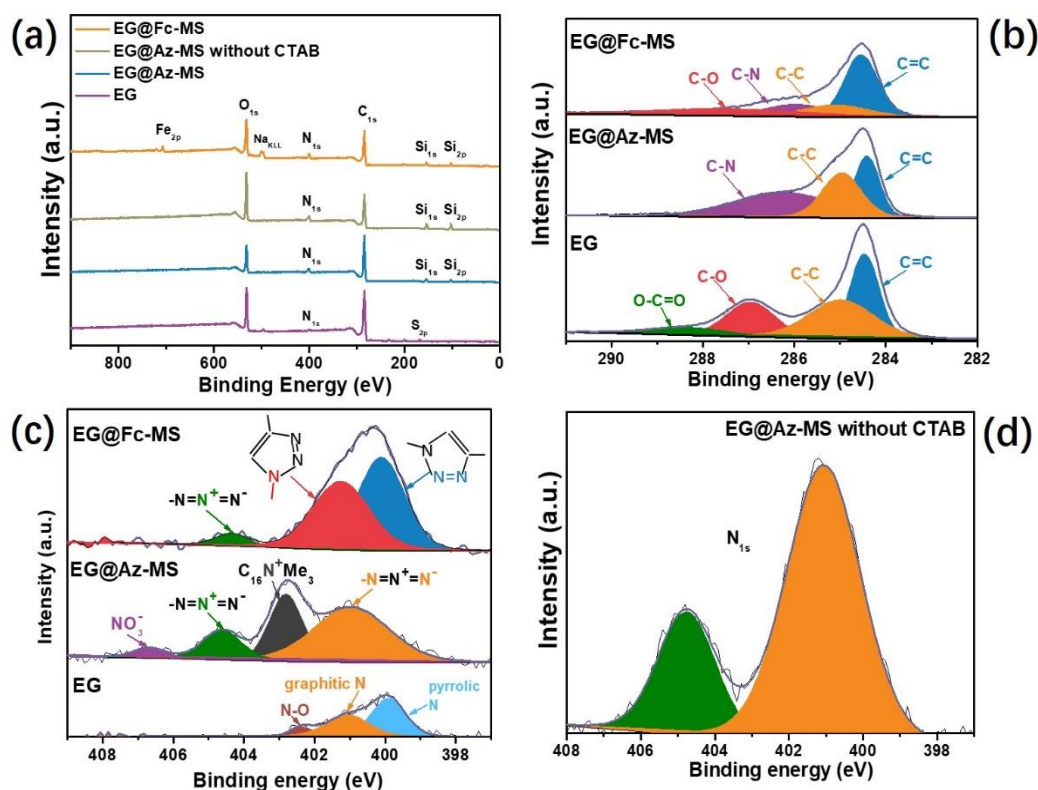 (a)
EG@Fc-MS
EG@Az-MS without CTAB
EG@Az-MS
EG
Fe2p
O1s
NaKLL
N1s
C1s
Si1s
Si2p
N1s
Si1s
Si2p
N1s
Si1s
Si2p
N1s
S2p
Intensity (a.u.)
800 600 400 200 0
Binding Energy (eV)
(b)
EG@Fc-MS
C-O
C-N
C-C
C=C
EG@Az-MS
C-N
C-C
C=C
EG
O-C=O
C-O
C-C
C=C
Intensity (a.u.)
290 288 286 284 282
Binding energy (eV)
(c)
EG@Fc-MS
-N=N+=N-
N
N
N
N
N=N
EG@Az-MS
NO3-
-N=N+=N-
C16N+Me3
-N=N+=N-
EG
N-O
graphitic N
pyrrolic
N
Intensity (a.u.)
408 406 404 402 400 398
Binding energy (eV)
(d)
EG@Az-MS without CTAB
N1s
Intensity (a.u.)
408 406 404 402 400 398
Binding energy (eV)